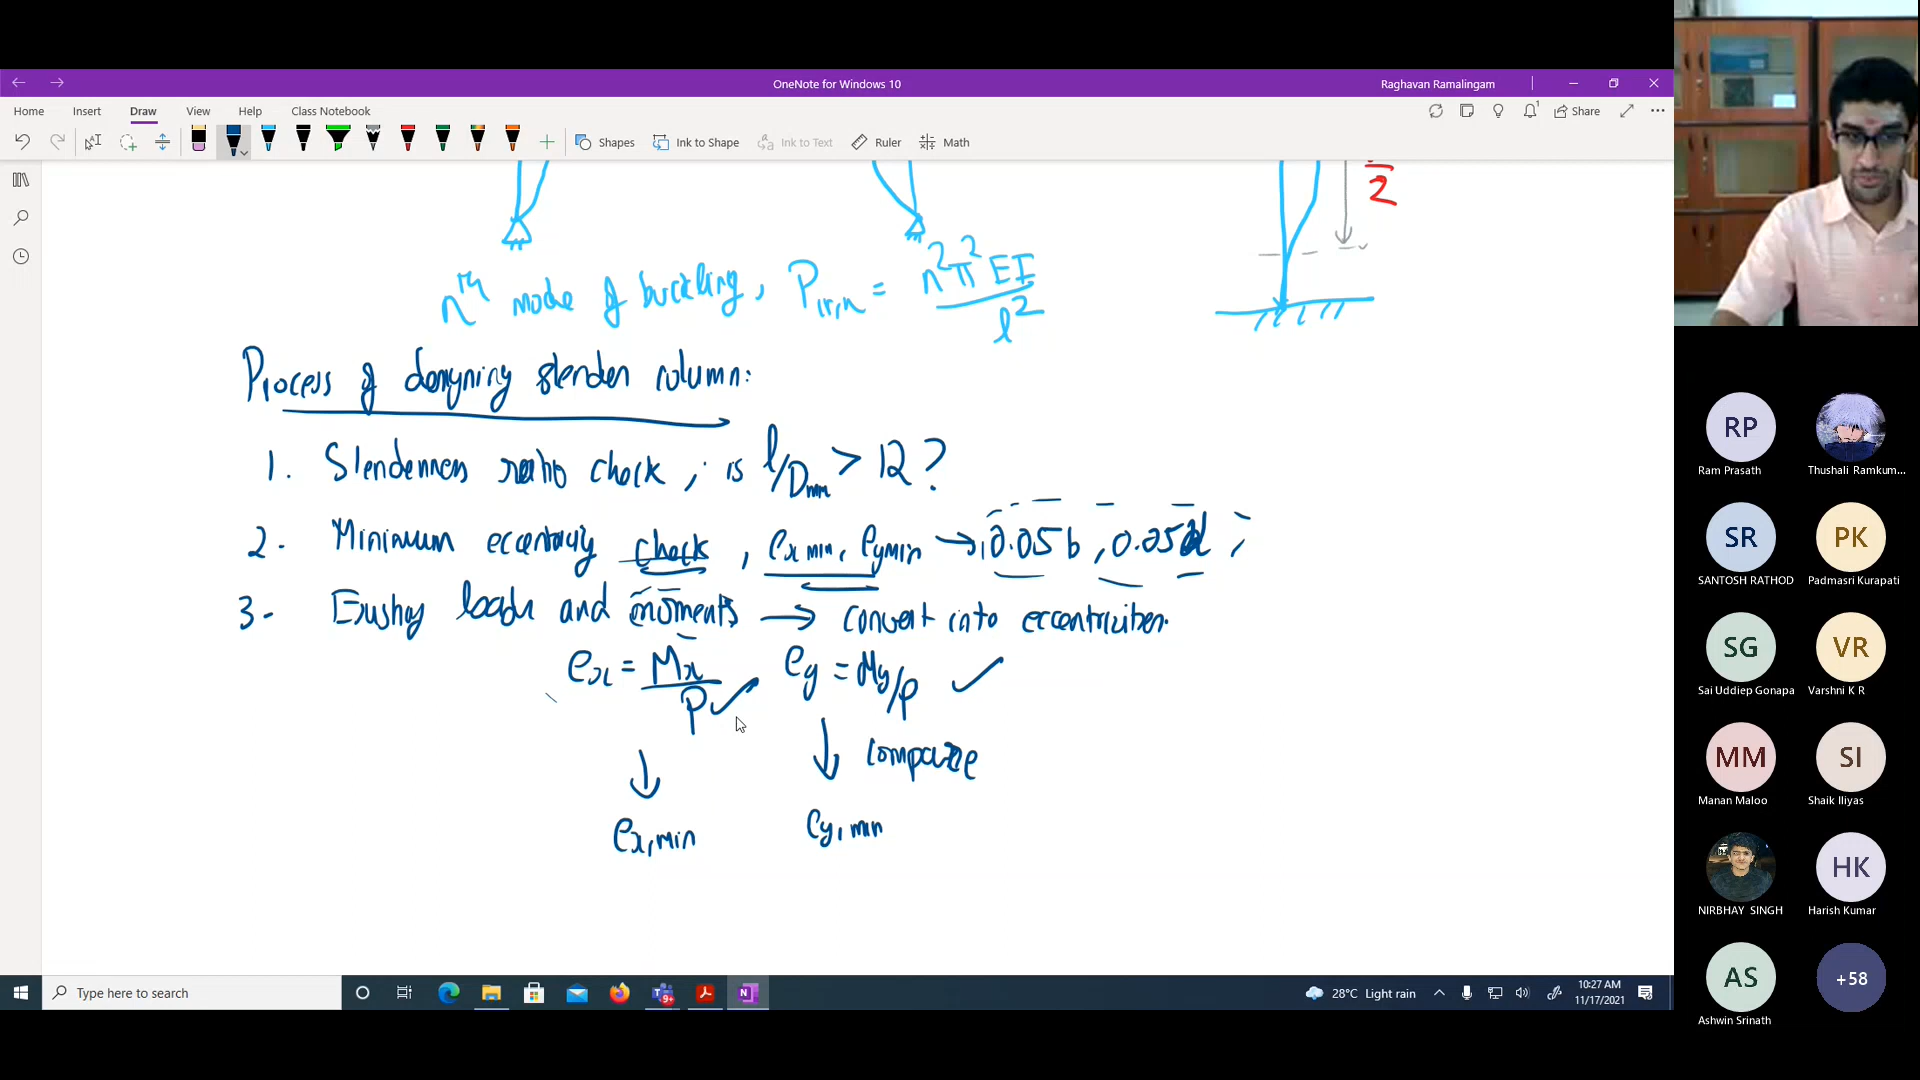 OneNote for Windows 10
Raghavan Ramalingam
Home Insert Draw View Help Class Notebook
Share
Shapes Ink to Shape Ink to Text Ruler Math
2
nth mode of buckling, Pcr,n = n²π²EI / l²
Process of designing slender column:
1. Slenderness ratio check, is l/Dmin > 12?
2. Minimum eccentricity check, ex min, ey min → 0.05b, 0.05d,
3. Existing loads and moments → convert into eccentricities.
ex = Mx / P ✓ ey = My/P ✓
↓ ↓ compare
ex,min ey,min
RP
Ram Prasath Thushali Ramkum...
SR PK
SANTOSH RATHOD Padmasri Kurapati
SG VR
Sai Uddiep Gonapa Varshni K R
MM SI
Manan Maloo Shaik Iliyas
HK
NIRBHAY SINGH Harish Kumar
AS +58
Ashwin Srinath
Type here to search
9+
28°C Light rain
10:27 AM
11/17/2021